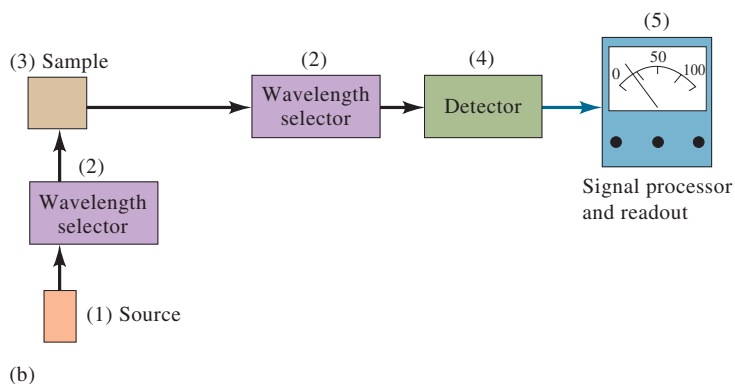 (5)
(3) Sample
(2)
(4)
0
50
100
Wavelength
selector
Detector
(2)
Wavelength
selector
Signal processor
and readout
(1) Source
(b)